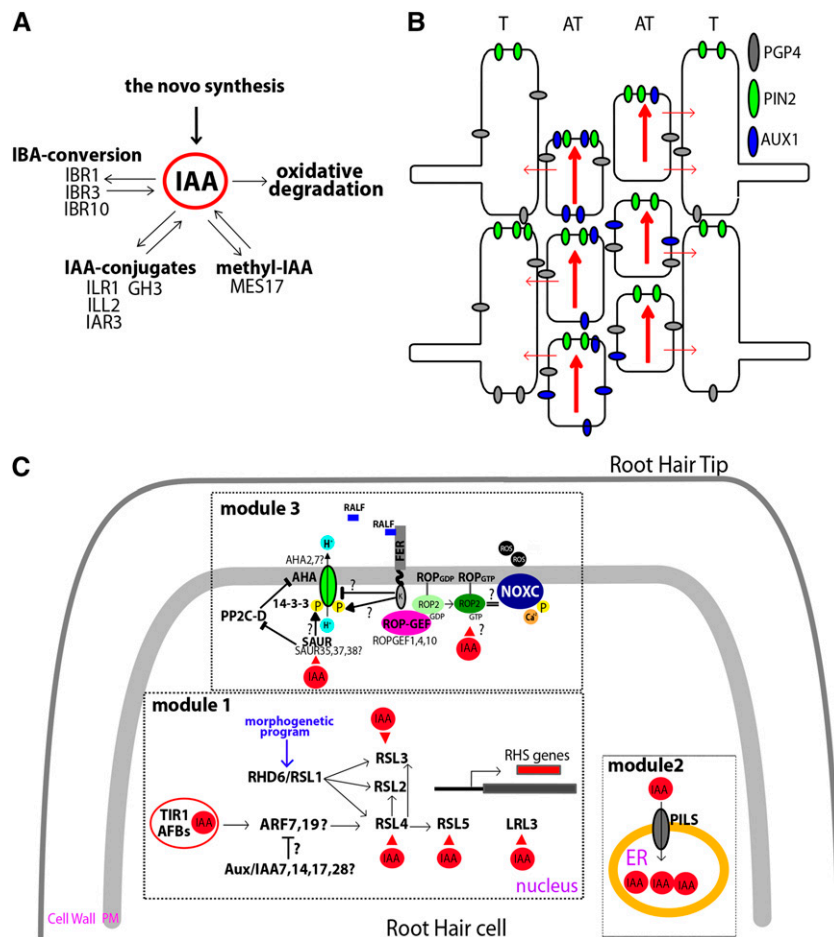 A
the novo synthesis
IBA-conversion
IBR1
IBR3
IBR10
IAA
oxidative
degradation
IAA-conjugates
ILR1 GH3
ILL2
IAR3
methyl-IAA
MES17
B
T AT AT T
PGP4
PIN2
AUX1
C
Root Hair Tip
module 3
RALF
RALF
FER
H+
AHA2,7?
AHA
14-3-3
P P
H+
PP2C-D
?
SAUR
SAUR35,37,38?
IAA
?
?
K
ROP-GEF
ROPGEF1,4,10
ROPGDP ROPGTP
ROP2
GDP
ROP2
GTP
?
IAA
?
ROS
ROS
NOXC
P
Ca+
module 1
morphogenetic
program
RHD6/RSL1
IAA
RSL3
RSL2
TIR1
AFBs
IAA
ARF7,19?
?
Aux/IAA7,14,17,28?
RSL4
IAA
RSL5
IAA
LRL3
IAA
RHS genes
nucleus
module2
IAA
PILS
ER
IAA IAA IAA
Cell Wall PM
Root Hair cell